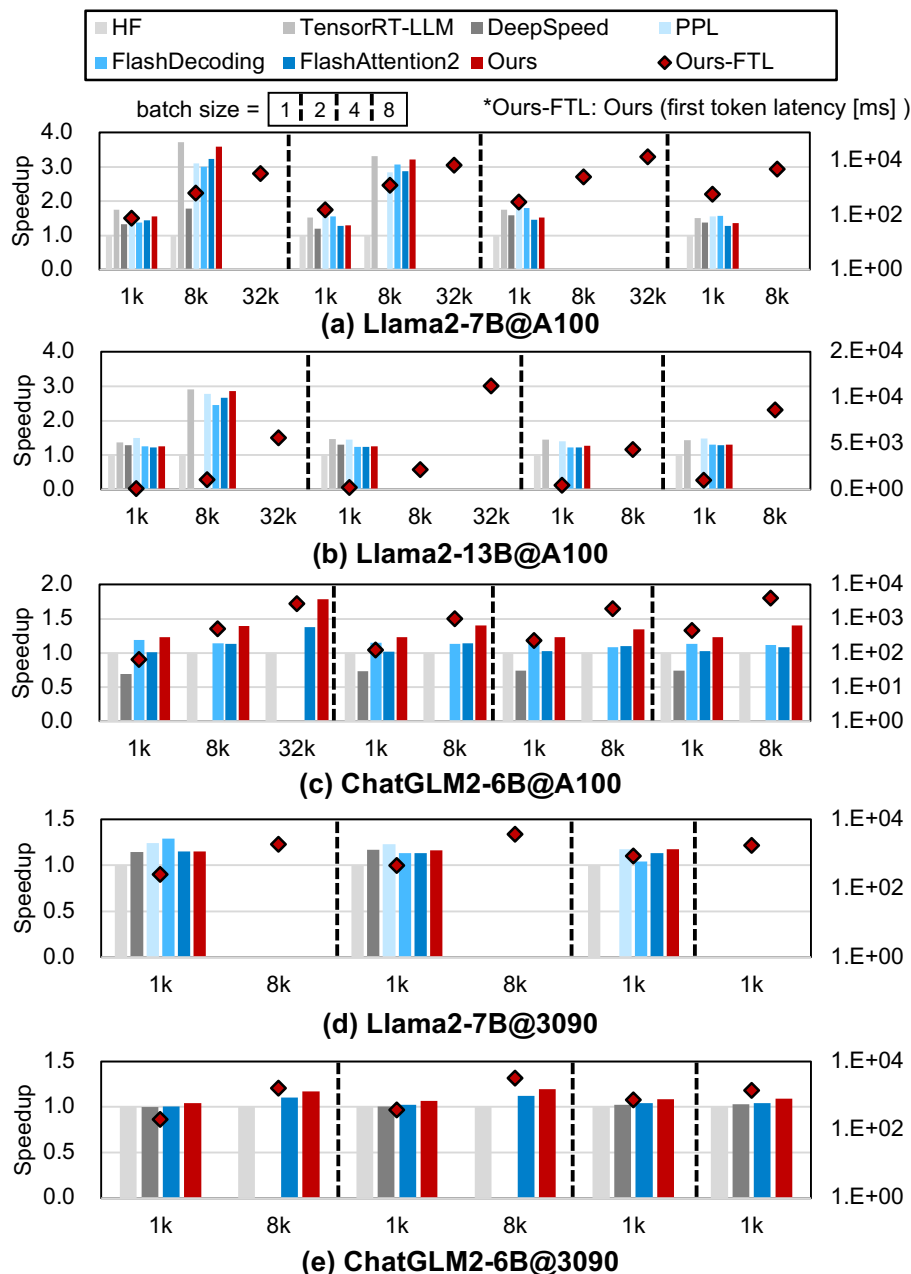 HF TensorRT-LLM DeepSpeed PPL
FlashDecoding FlashAttention2 Ours Ours-FTL
batch size = 1 2 4 8 *Ours-FTL: Ours (first token latency [ms] )
Speedup
4.0
3.0
2.0
1.0
0.0
1.E+04
1.E+02
1.E+00
1k 8k 32k 1k 8k 32k 1k 8k 32k 1k 8k
(a) Llama2-7B@A100
Speedup
4.0
3.0
2.0
1.0
0.0
2.E+04
1.E+04
5.E+03
0.E+00
1k 8k 32k 1k 8k 32k 1k 8k 1k 8k
(b) Llama2-13B@A100
Speedup
2.0
1.5
1.0
0.5
0.0
1.E+04
1.E+03
1.E+02
1.E+01
1.E+00
1k 8k 32k 1k 8k 1k 8k 1k 8k
(c) ChatGLM2-6B@A100
Speedup
1.5
1.0
0.5
0.0
1.E+04
1.E+02
1.E+00
1k 8k 1k 8k 1k 1k
(d) Llama2-7B@3090
Speedup
1.5
1.0
0.5
0.0
1.E+04
1.E+02
1.E+00
1k 8k 1k 8k 1k 1k
(e) ChatGLM2-6B@3090